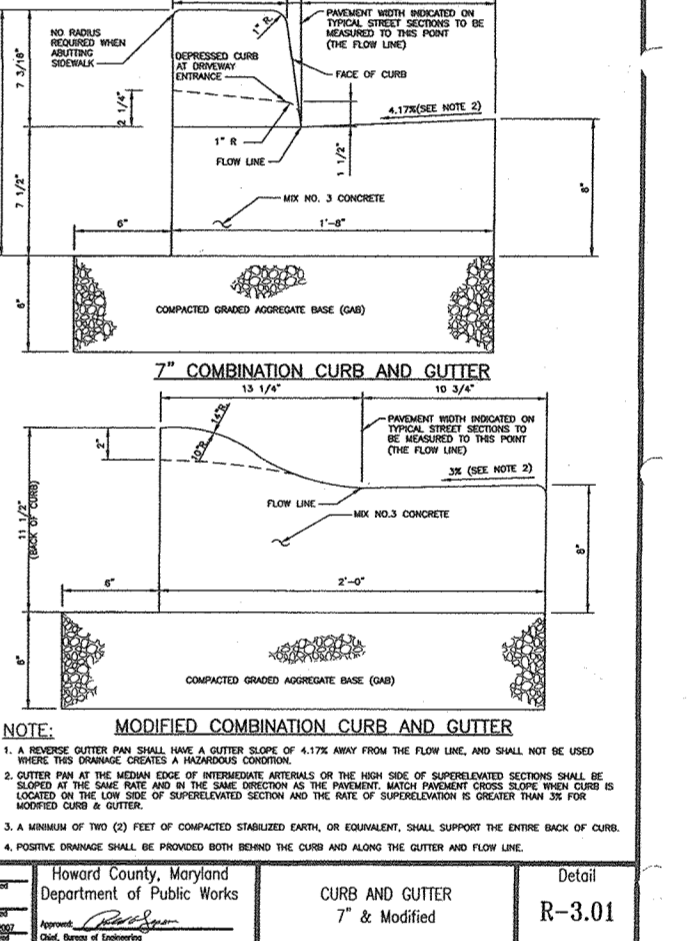 PAVEMENT WIDTH INDICATED ON
TYPICAL STREET SECTIONS TO BE
MEASURED TO THIS POINT
(THE FLOW LINE)
NO RADIUS
REQUIRED WHEN
ABUTTING
SIDEWALK
1" R.
7 3/16"
DEPRESSED CURB
AT DRIVEWAY
ENTRANCE
FACE OF CURB
2 1/4"
4.17%(SEE NOTE 2)
1" R
FLOW LINE
1 1/2"
7 1/2"
8"
MIX NO. 3 CONCRETE
6"
1'-8"
6"
COMPACTED GRADED AGGREGATE BASE (GAB)
7" COMBINATION CURB AND GUTTER
13 1/4"
10 3/4"
14"R.
10"R.
PAVEMENT WIDTH INDICATED ON
TYPICAL STREET SECTIONS TO
BE MEASURED TO THIS POINT
(THE FLOW LINE)
2"
3% (SEE NOTE 2)
11 1/2"
(BACK OF CURB)
FLOW LINE
MIX NO.3 CONCRETE
8"
6"
2'-0"
6"
COMPACTED GRADED AGGREGATE BASE (GAB)
MODIFIED COMBINATION CURB AND GUTTER
NOTE:
1. A REVERSE GUTTER PAN SHALL HAVE A GUTTER SLOPE OF 4.17% AWAY FROM THE FLOW LINE, AND SHALL NOT BE USED
WHERE THIS DRAINAGE CREATES A HAZARDOUS CONDITION.
2. GUTTER PAN AT THE MEDIAN EDGE OF INTERMEDIATE ARTERIALS OR THE HIGH SIDE OF SUPERELEVATED SECTIONS SHALL BE
SLOPED AT THE SAME RATE AND IN THE SAME DIRECTION AS THE PAVEMENT. MATCH PAVEMENT CROSS SLOPE WHEN CURB IS
LOCATED ON THE LOW SIDE OF SUPERELEVATED SECTION AND THE RATE OF SUPERELEVATION IS GREATER THAN 3% FOR
MODIFIED CURB & GUTTER.
3. A MINIMUM OF TWO (2) FEET OF COMPACTED STABILIZED EARTH, OR EQUIVALENT, SHALL SUPPORT THE ENTIRE BACK OF CURB.
4. POSITIVE DRAINAGE SHALL BE PROVIDED BOTH BEHIND THE CURB AND ALONG THE GUTTER AND FLOW LINE.
Howard County, Maryland
Department of Public Works
Approved:
Chief, Bureau of Engineering
2007
CURB AND GUTTER
7" & Modified
Detail
R-3.01